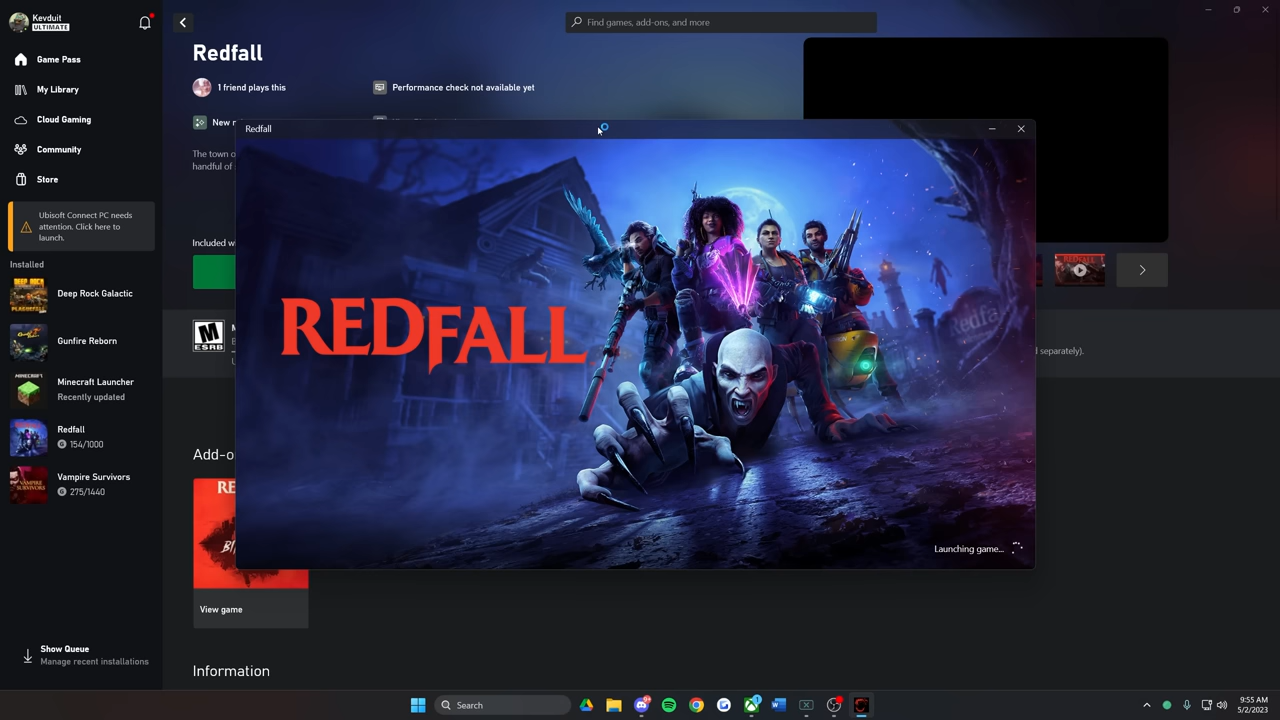 Kevduit
ULTIMATE
Game Pass
My Library
Cloud Gaming
Community
Store
Ubisoft Connect PC needs
attention. Click here to
launch.
Installed
Deep Rock Galactic
Gunfire Reborn
Minecraft Launcher
Recently updated
Redfall
154/1000
Vampire Survivors
275/1440
Show Queue
Manage recent installations
Find games, add-ons, and more
Redfall
1 friend plays this
Performance check not available yet
New
The town o
handful of
Included w
M
ESRB
separately).
Redfall
REDFALL
Launching game...
Add-o
RE
View game
Information
Search
9:55 AM
5/2/2023